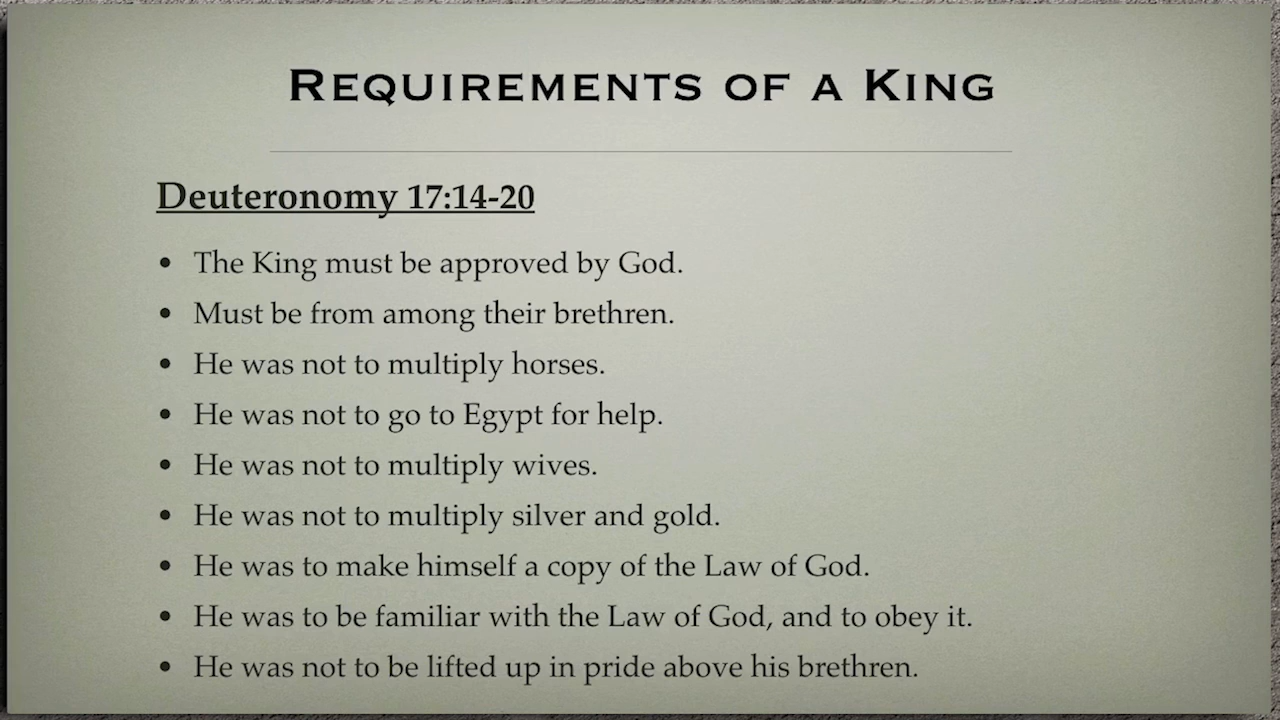 Requirements of a King
Deuteronomy 17:14-20
• The King must be approved by God.
• Must be from among their brethren.
• He was not to multiply horses.
• He was not to go to Egypt for help.
• He was not to multiply wives.
• He was not to multiply silver and gold.
• He was to make himself a copy of the Law of God.
• He was to be familiar with the Law of God, and to obey it.
• He was not to be lifted up in pride above his brethren.